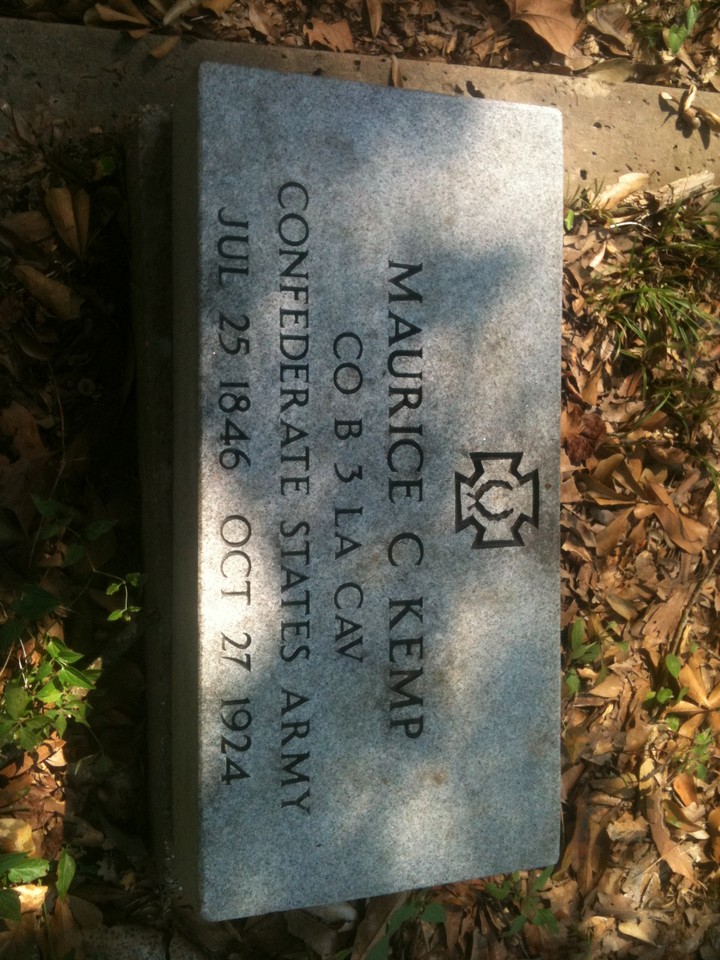 MAURICE C KEMP
CO B 3 LA CAV
CONFEDERATE STATES ARMY
JUL 25 1846 OCT 27 1924